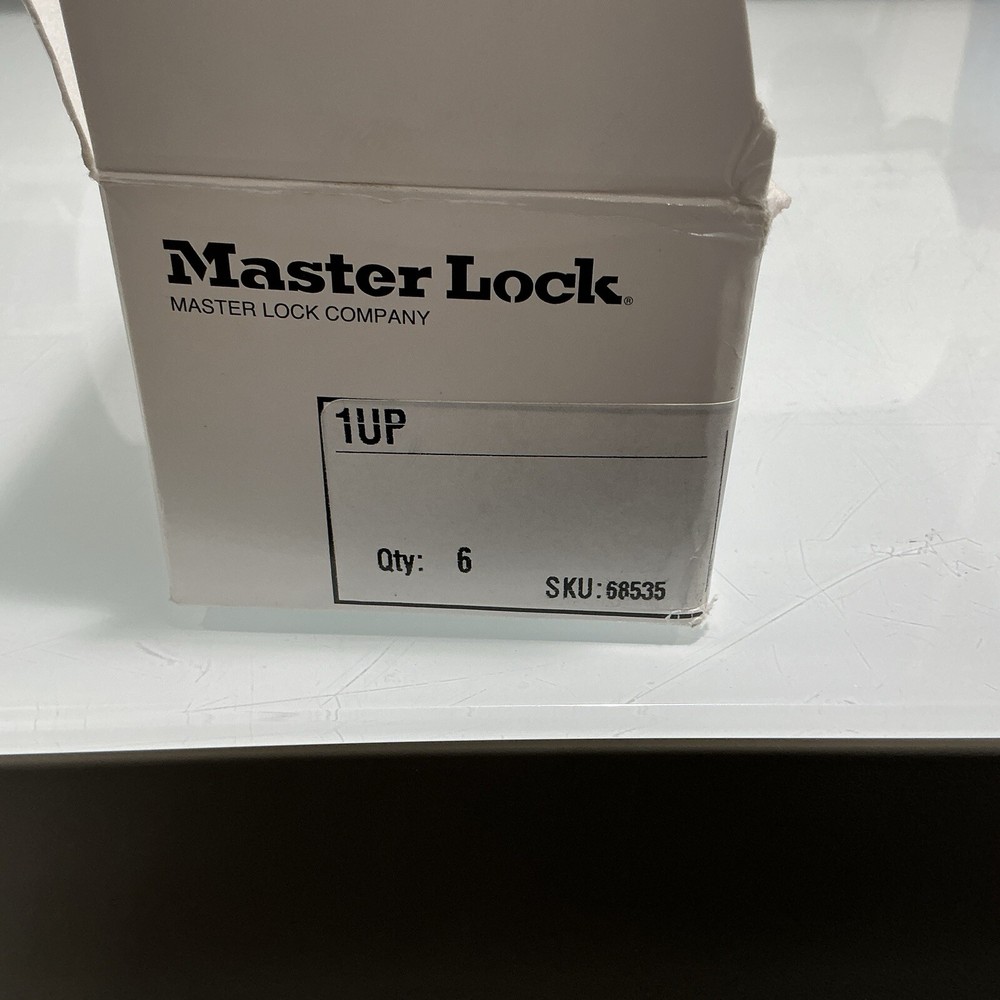 Master Lock®
MASTER LOCK COMPANY
1UP
Qty: 6
SKU:68535